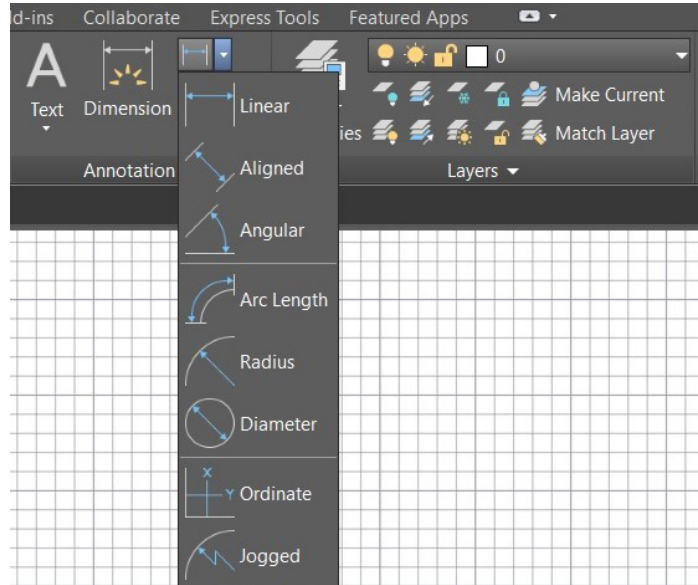 d-ins Collaborate Express Tools Featured Apps
A
0
Text Dimension
Linear
Make Current
ies
Match Layer
Annotation
Layers
Aligned
Angular
Arc Length
Radius
Diameter
X
Y Ordinate
Jogged